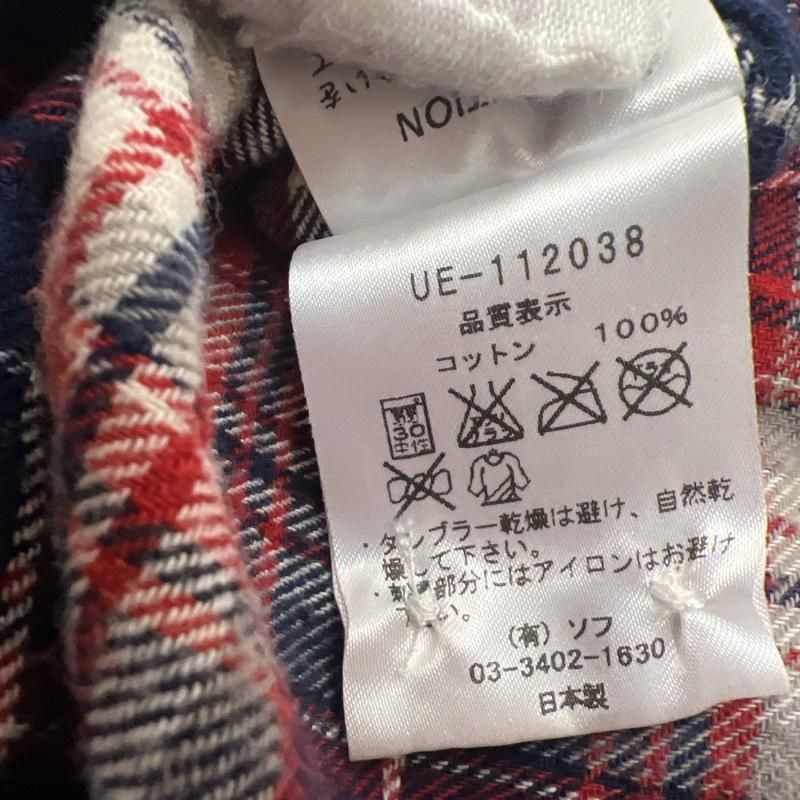 UE-112038
品質表示
コットン 100%
30
・タンブラー乾燥は避け、自然乾
燥して下さい。
部分にはアイロンはお避け
(有)ソフ
03-3402-1630
日本製